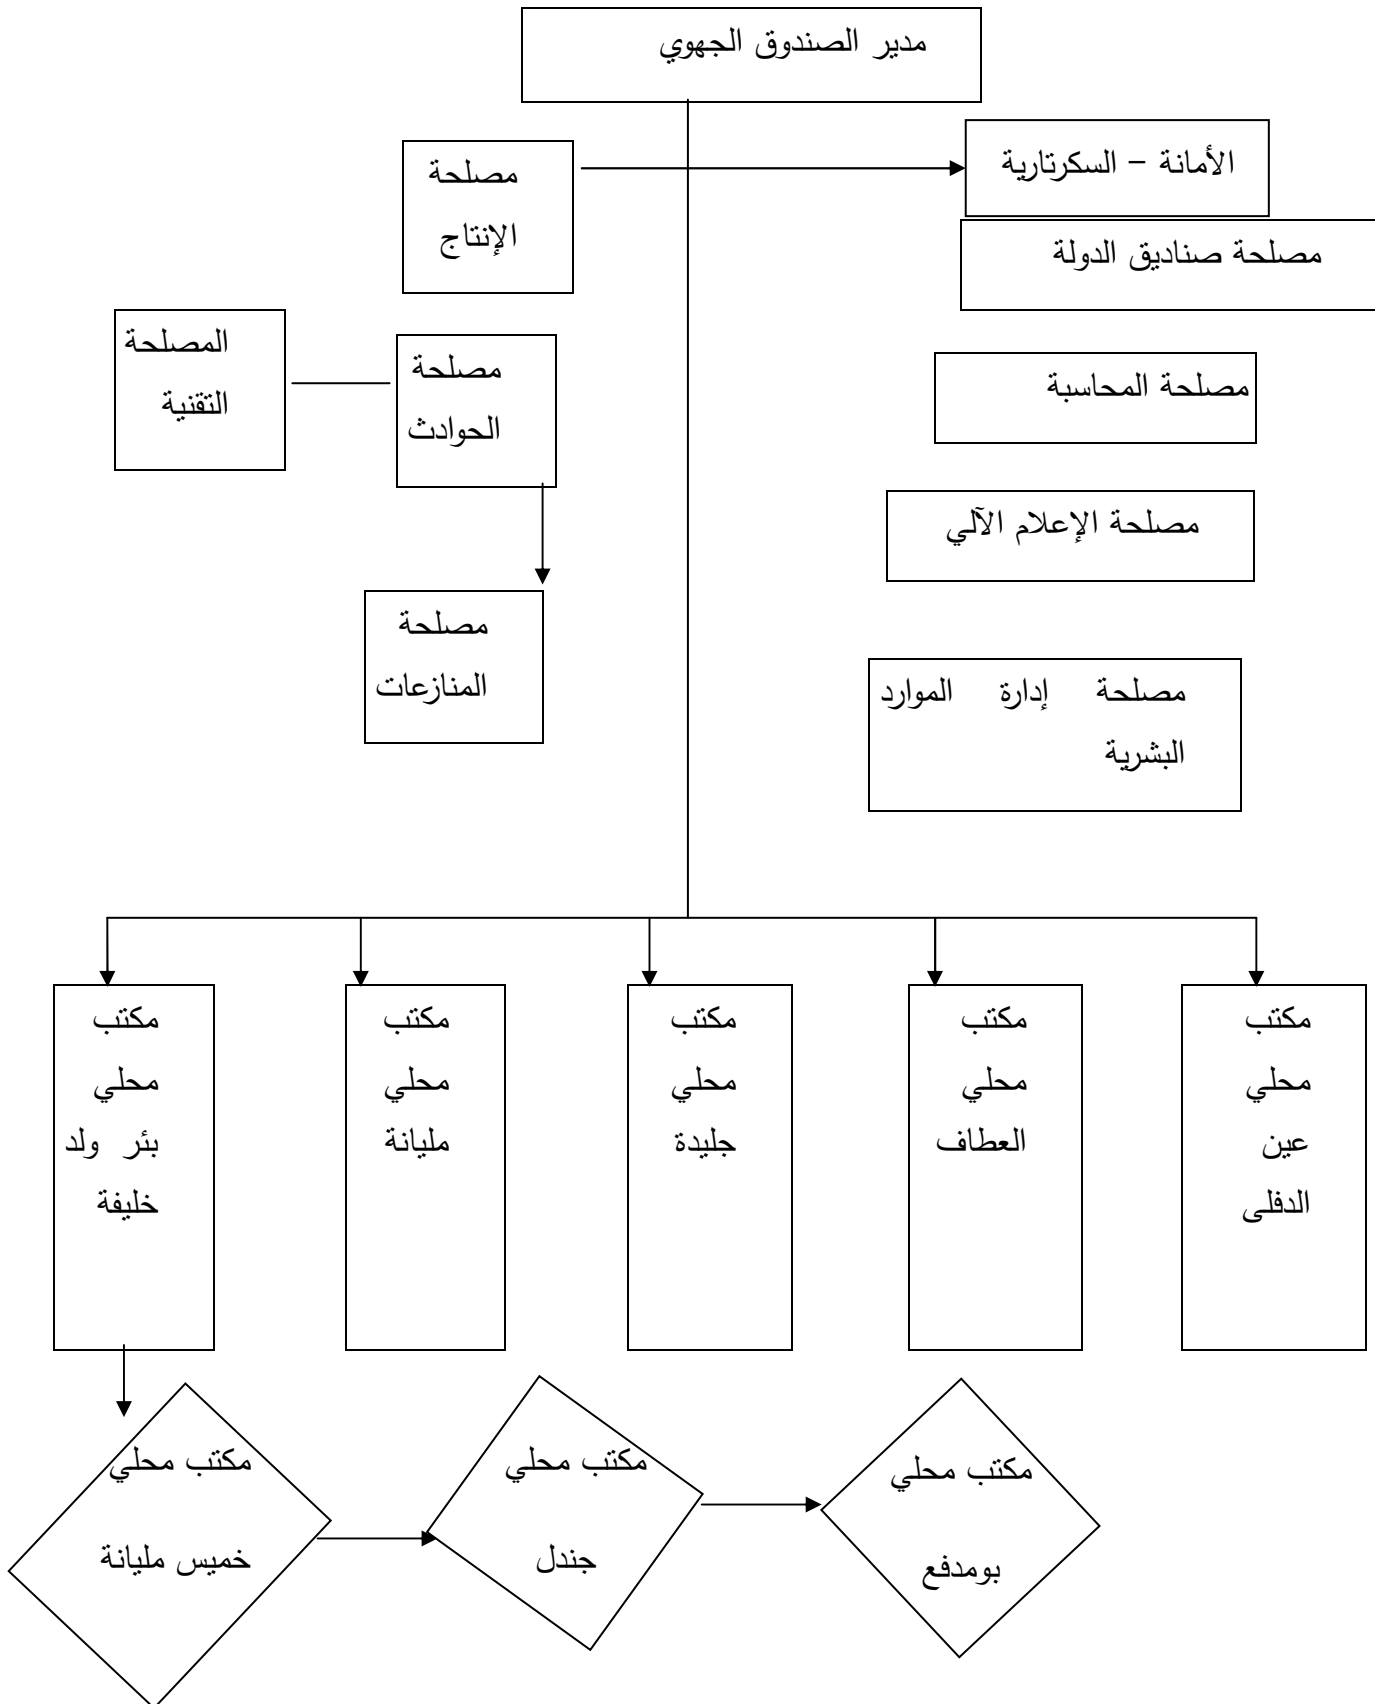 مدير الصندوق الجهوي
الأمانة – السكرتارية
مصلحة
الإنتاج
مصلحة صناديق الدولة
المصلحة
التقنية
مصلحة
الحوادث
مصلحة المحاسبة
مصلحة الإعلام الآلي
مصلحة
المنازعات
مصلحة إدارة الموارد
البشرية
مكتب
محلي
عين
الدفلى
مكتب
محلي
العطاف
مكتب
محلي
جليدة
مكتب
محلي
مليانة
مكتب
محلي
بئر ولد
خليفة
مكتب محلي
خميس مليانة
مكتب محلي
جندل
مكتب محلي
بومدفع